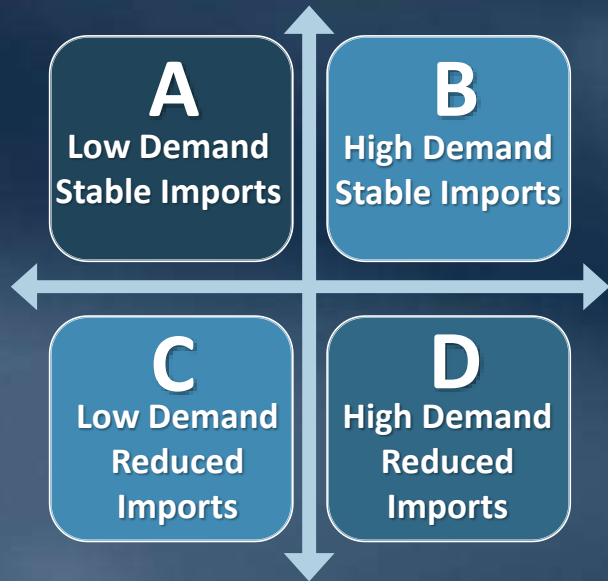 A
Low Demand
Stable Imports
B
High Demand
Stable Imports
C
Low Demand
Reduced
Imports
D
High Demand
Reduced
Imports